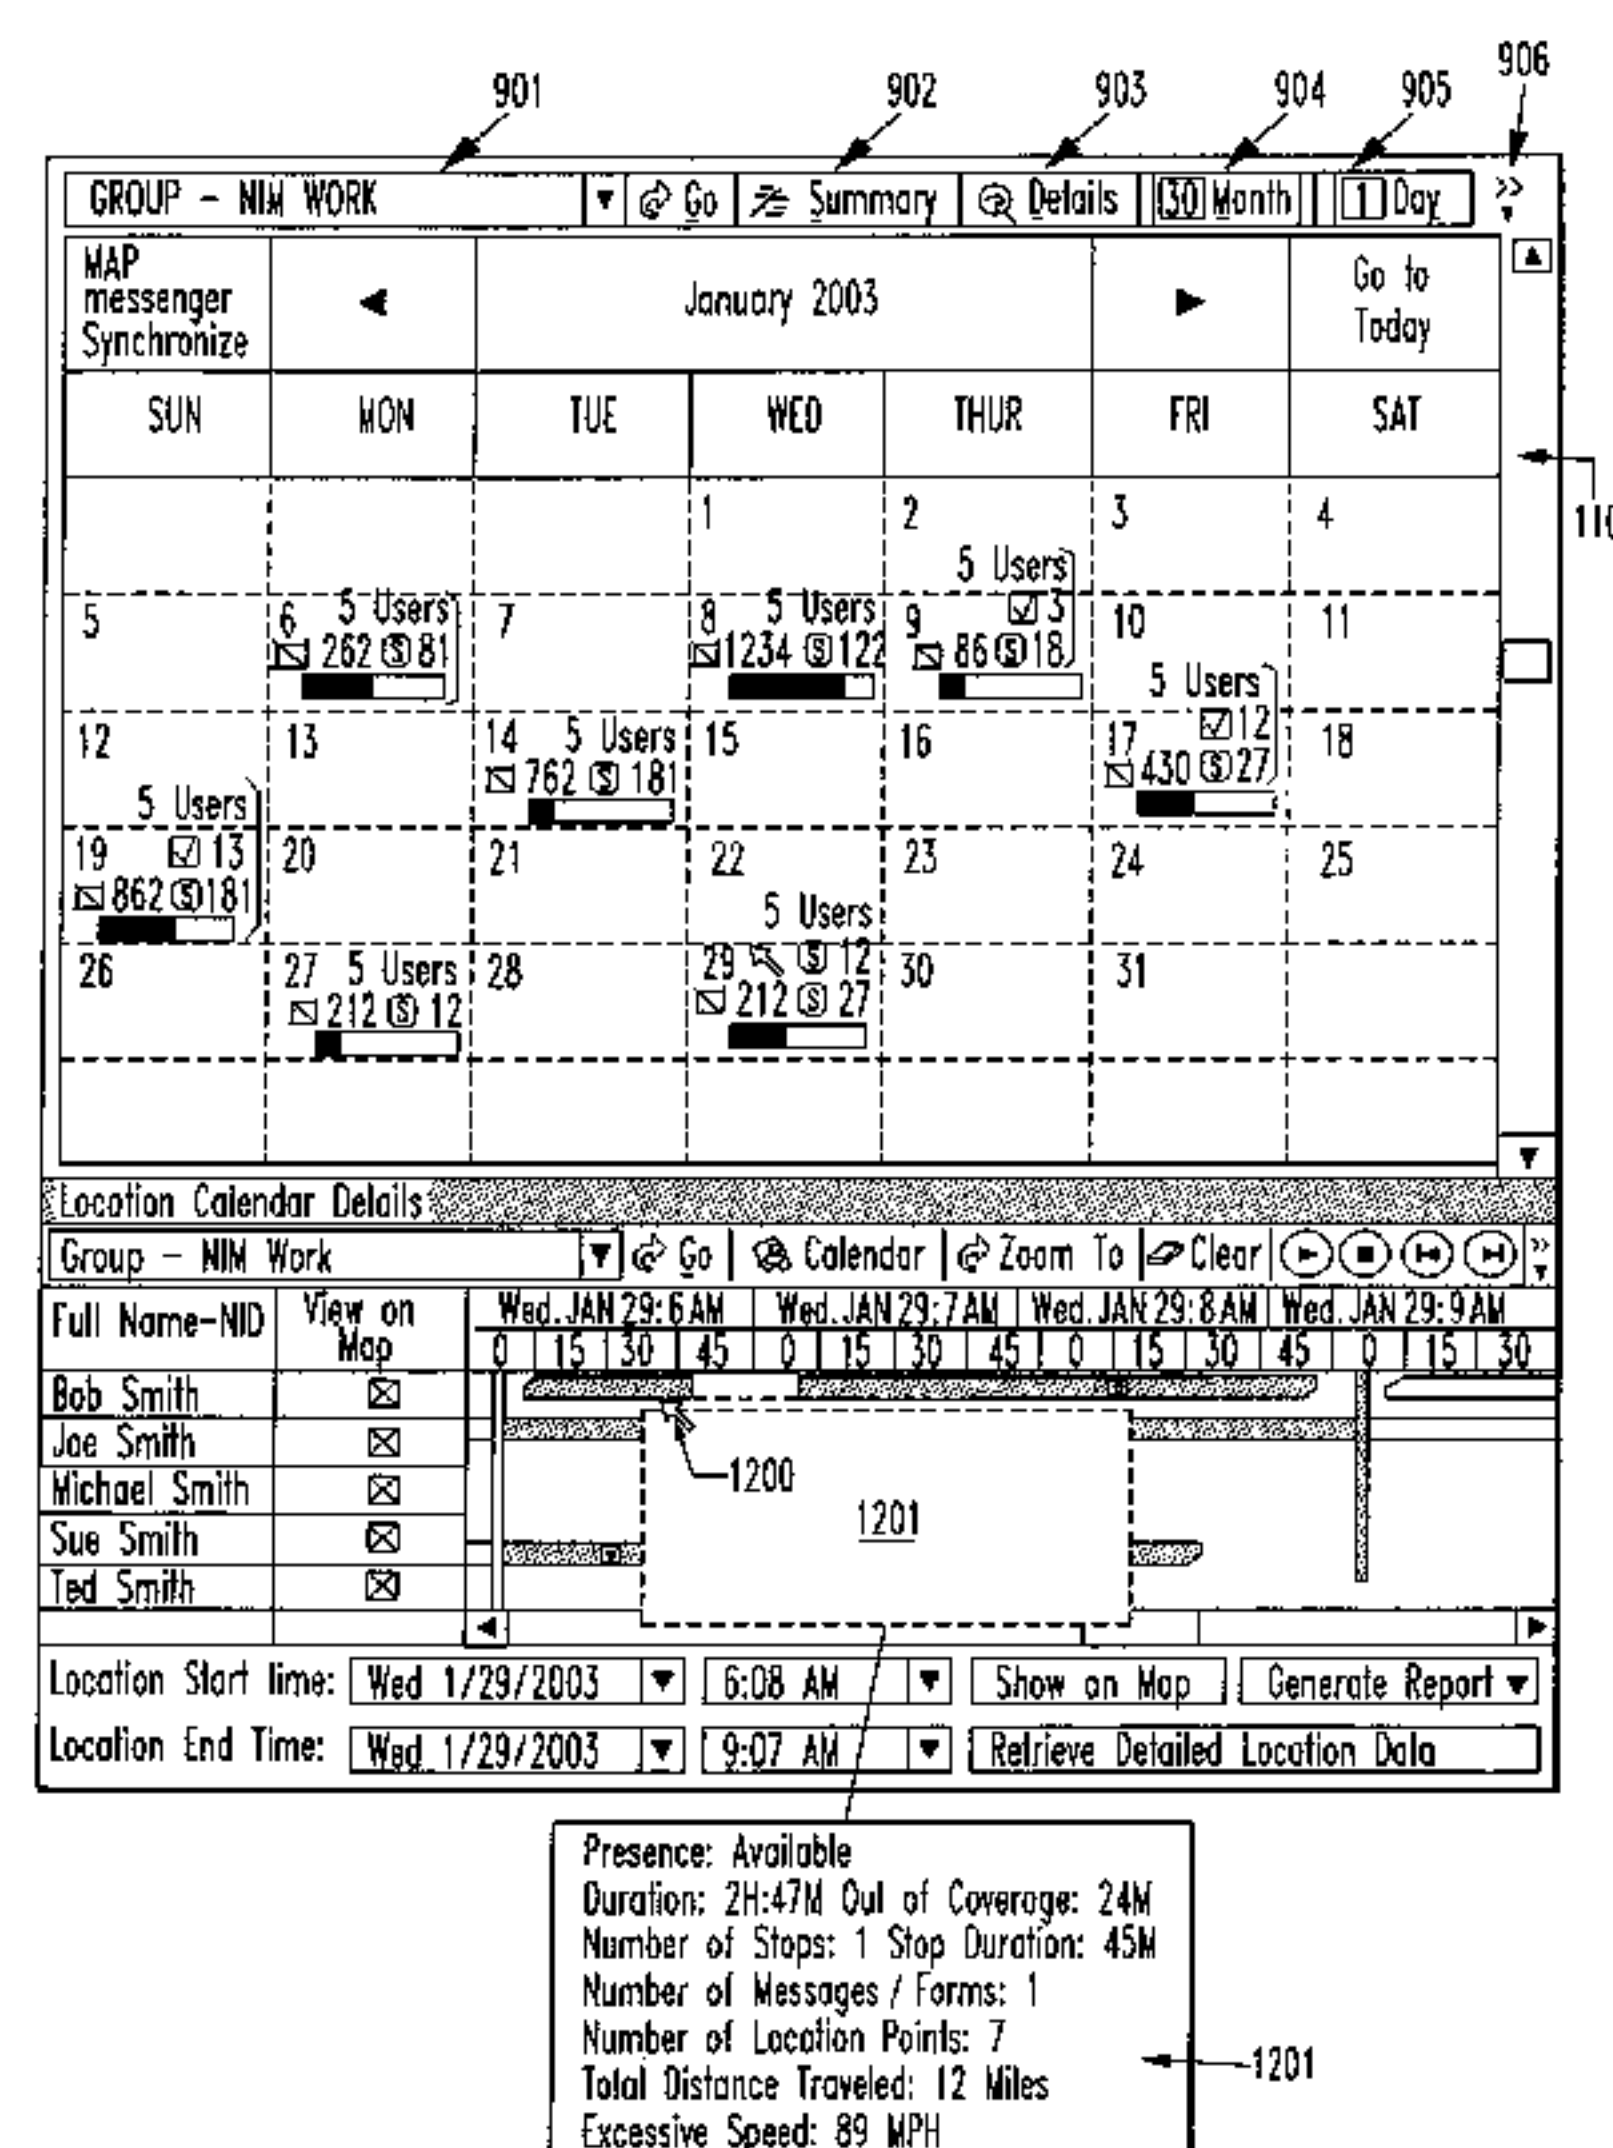 901 902 903 904 905 906
GROUP - NIM WORK Go Summary Details 30 Month 1 Day >>
MAP messenger Synchronize January 2003 Go to Today
SUN MON TUE WED THUR FRI SAT
110
1 2 3 4
5 Users
5 6 5 Users 7 8 5 Users 9 3 10 11
262 S 81 1234 S 122 86 S 18
5 Users
12 13 14 5 Users 15 16 17 12 18
762 S 181 430 S 27
5 Users
19 13 20 21 22 23 24 25
862 S 181
5 Users
26 27 5 Users 28 29 S 12 30 31
212 S 12 212 S 27
Location Calendar Details
Group - NIM Work Go Calendar Zoom To Clear >>
Full Name-NID View on Map Wed. JAN 29: 6 AM Wed. JAN 29: 7 AM Wed. JAN 29: 8 AM Wed. JAN 29: 9 AM
0 15 30 45 0 15 30 45 0 15 30 45 0 15 30
Bob Smith
Joe Smith
1200
Michael Smith
1201
Sue Smith
Ted Smith
Location Start Time: Wed 1/29/2003 6:08 AM Show on Map Generate Report
Location End Time: Wed 1/29/2003 9:07 AM Retrieve Detailed Location Data
Presence: Available
Duration: 2H:47M Out of Coverage: 24M
Number of Stops: 1 Stop Duration: 45M
Number of Messages / Forms: 1
Number of Location Points: 7
1201
Total Distance Traveled: 12 Miles
Excessive Speed: 89 MPH